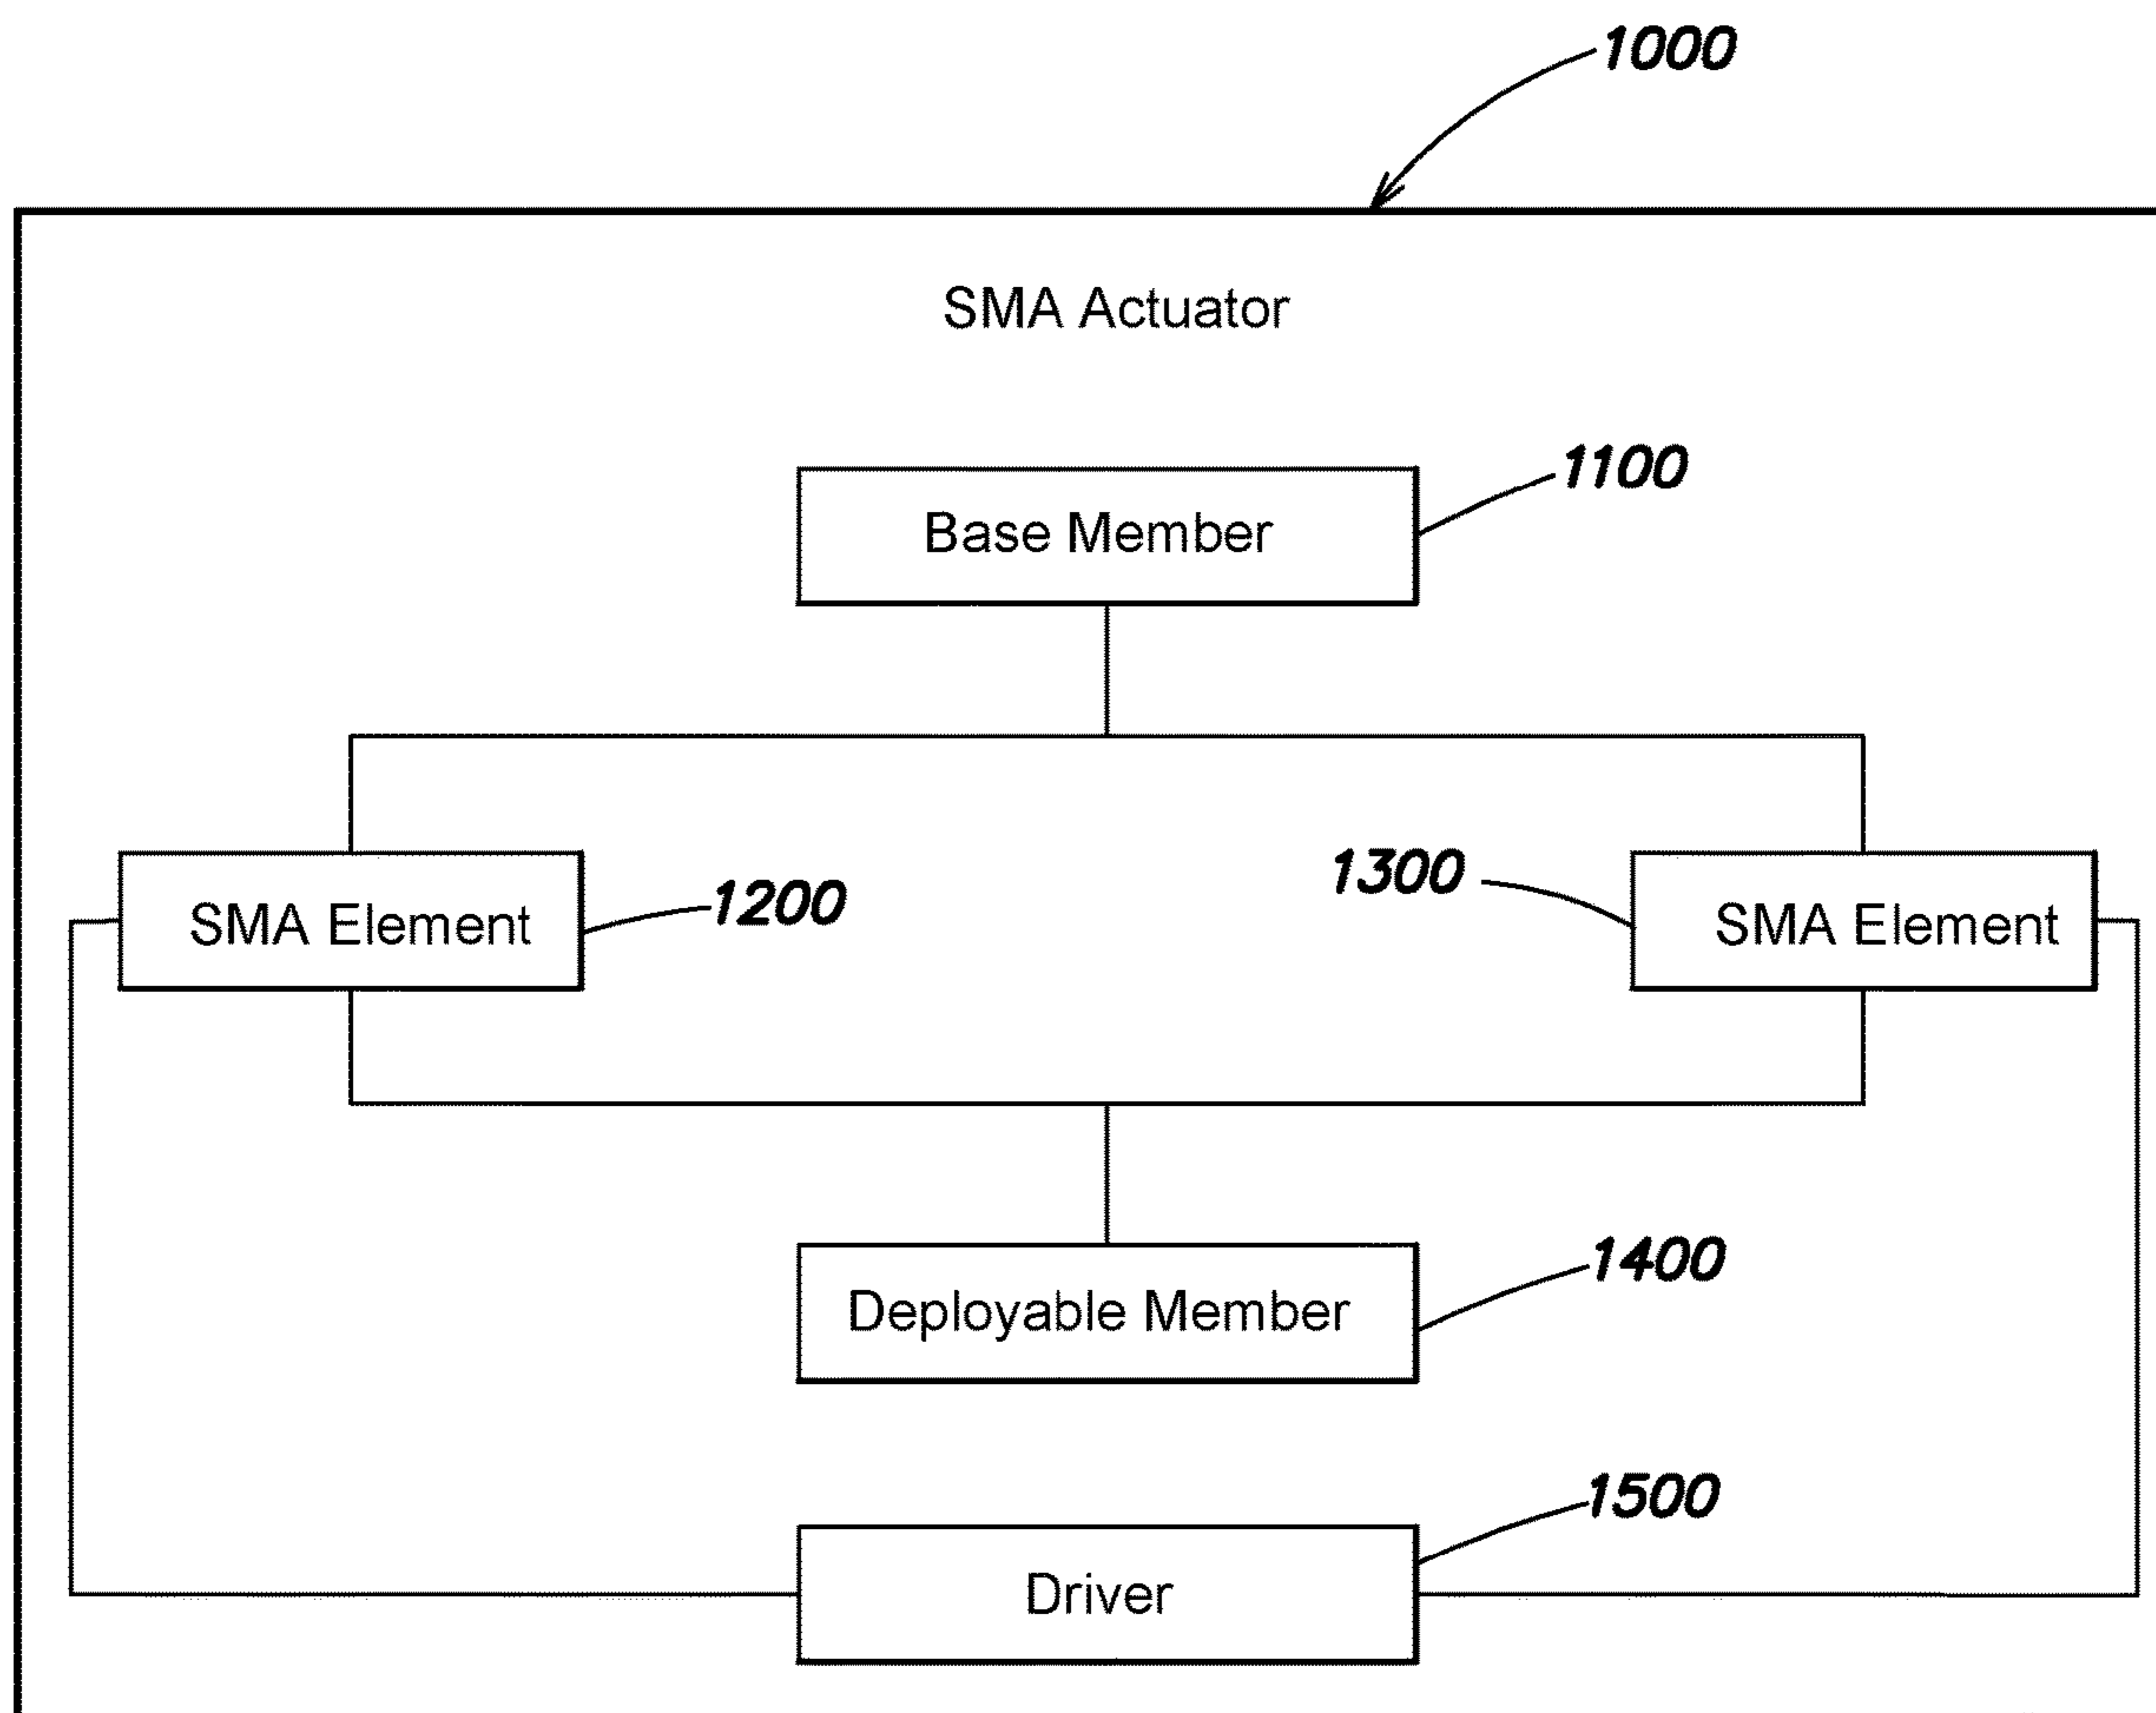 1000
SMA Actuator
1100
Base Member
1300
1200
SMA Element
SMA Element
1400
Deployable Member
1500
Driver